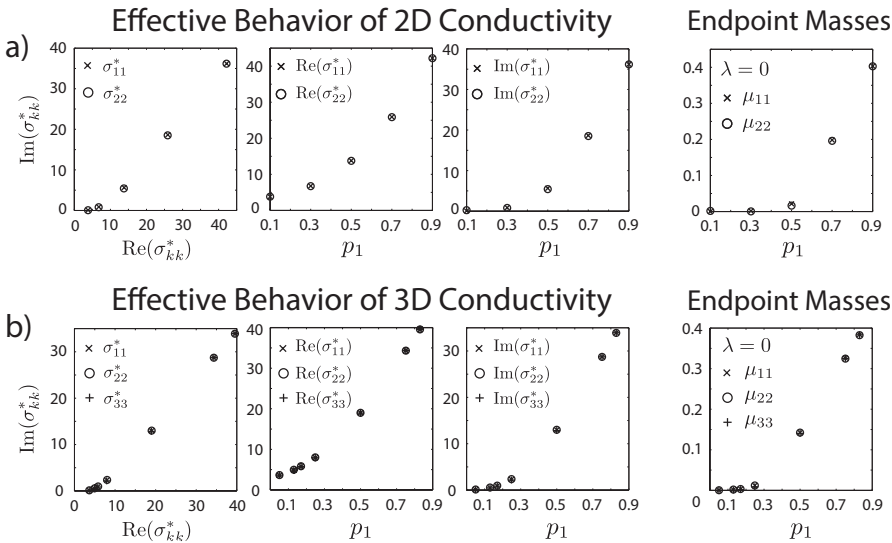 Effective Behavior of 2D Conductivity
Endpoint Masses
a)
40 30 20 10 0
Im(σ*kk)
× σ*11
○ σ*22
0 10 20 30 40
Re(σ*kk)
40 30 20 10 0
× Re(σ*11)
○ Re(σ*22)
0.1 0.3 0.5 0.7 0.9
p1
40 30 20 10 0
× Im(σ*11)
○ Im(σ*22)
0.1 0.3 0.5 0.7 0.9
p1
0.4 0.3 0.2 0.1 0
λ = 0
× μ11
○ μ22
0.1 0.3 0.5 0.7 0.9
p1
Effective Behavior of 3D Conductivity
Endpoint Masses
b)
30 20 10 0
Im(σ*kk)
× σ*11
○ σ*22
+ σ*33
0 10 20 30 40
Re(σ*kk)
40 30 20 10 0
× Re(σ*11)
○ Re(σ*22)
+ Re(σ*33)
0.1 0.3 0.5 0.7 0.9
p1
30 20 10 0
× Im(σ*11)
○ Im(σ*22)
+ Im(σ*33)
0.1 0.3 0.5 0.7 0.9
p1
0.4 0.3 0.2 0.1 0
λ = 0
× μ11
○ μ22
+ μ33
0.1 0.3 0.5 0.7 0.9
p1